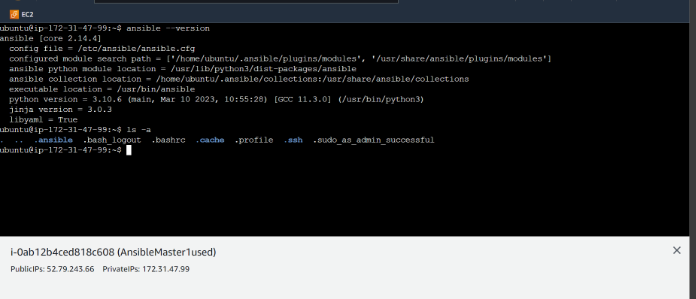 EC2
ubuntu@ip-172-31-47-99:~$ ansible --version
ansible [core 2.14.4]
  config file = /etc/ansible/ansible.cfg
  configured module search path = ['/home/ubuntu/.ansible/plugins/modules', '/usr/share/ansible/plugins/modules']
  ansible python module location = /usr/lib/python3/dist-packages/ansible
  ansible collection location = /home/ubuntu/.ansible/collections:/usr/share/ansible/collections
  executable location = /usr/bin/ansible
  python version = 3.10.6 (main, Mar 10 2023, 10:55:28) [GCC 11.3.0] (/usr/bin/python3)
  jinja version = 3.0.3
  libyaml = True
ubuntu@ip-172-31-47-99:~$ ls -a
.  ..  .ansible  .bash_logout  .bashrc  .cache  .profile  .ssh  .sudo_as_admin_successful
ubuntu@ip-172-31-47-99:~$
i-0ab12b4ced818c608 (AnsibleMaster1used)
PublicIPs: 52.79.243.66   PrivateIPs: 172.31.47.99